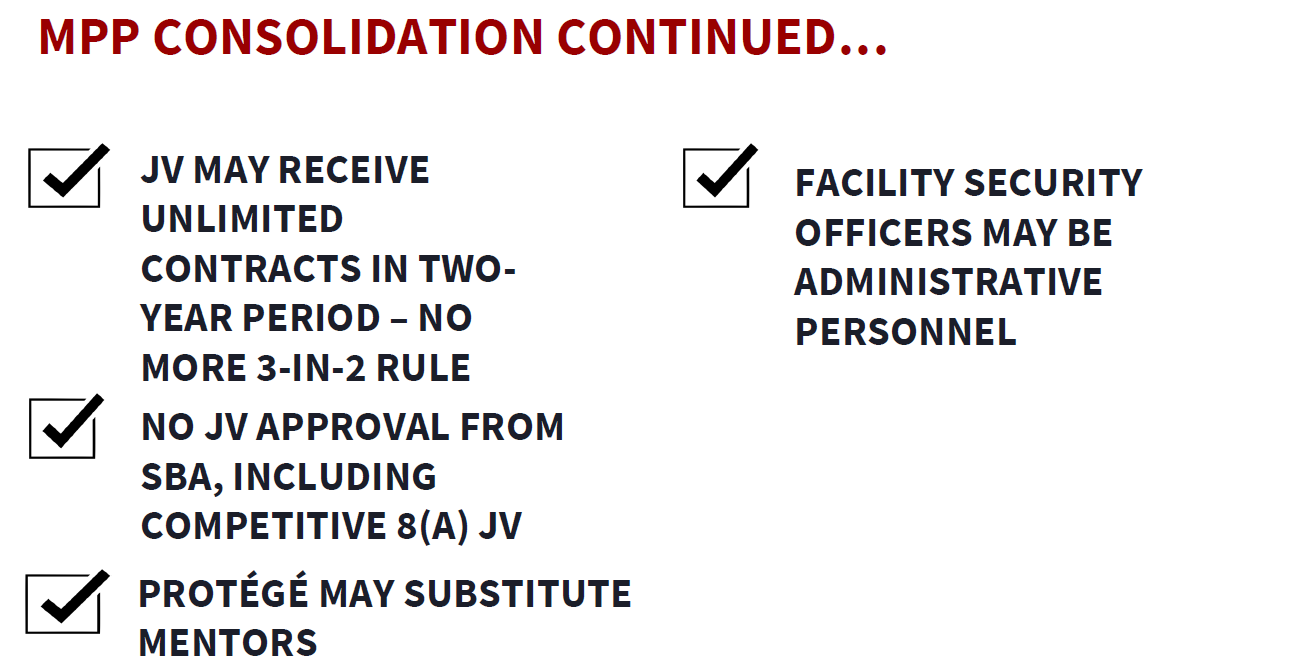 MPP CONSOLIDATION CONTINUED...
JV MAY RECEIVE
UNLIMITED
CONTRACTS IN TWO-
YEAR PERIOD – NO
MORE 3-IN-2 RULE
NO JV APPROVAL FROM
SBA, INCLUDING
COMPETITIVE 8(A) JV
PROTÉGÉ MAY SUBSTITUTE
MENTORS
FACILITY SECURITY
OFFICERS MAY BE
ADMINISTRATIVE
PERSONNEL